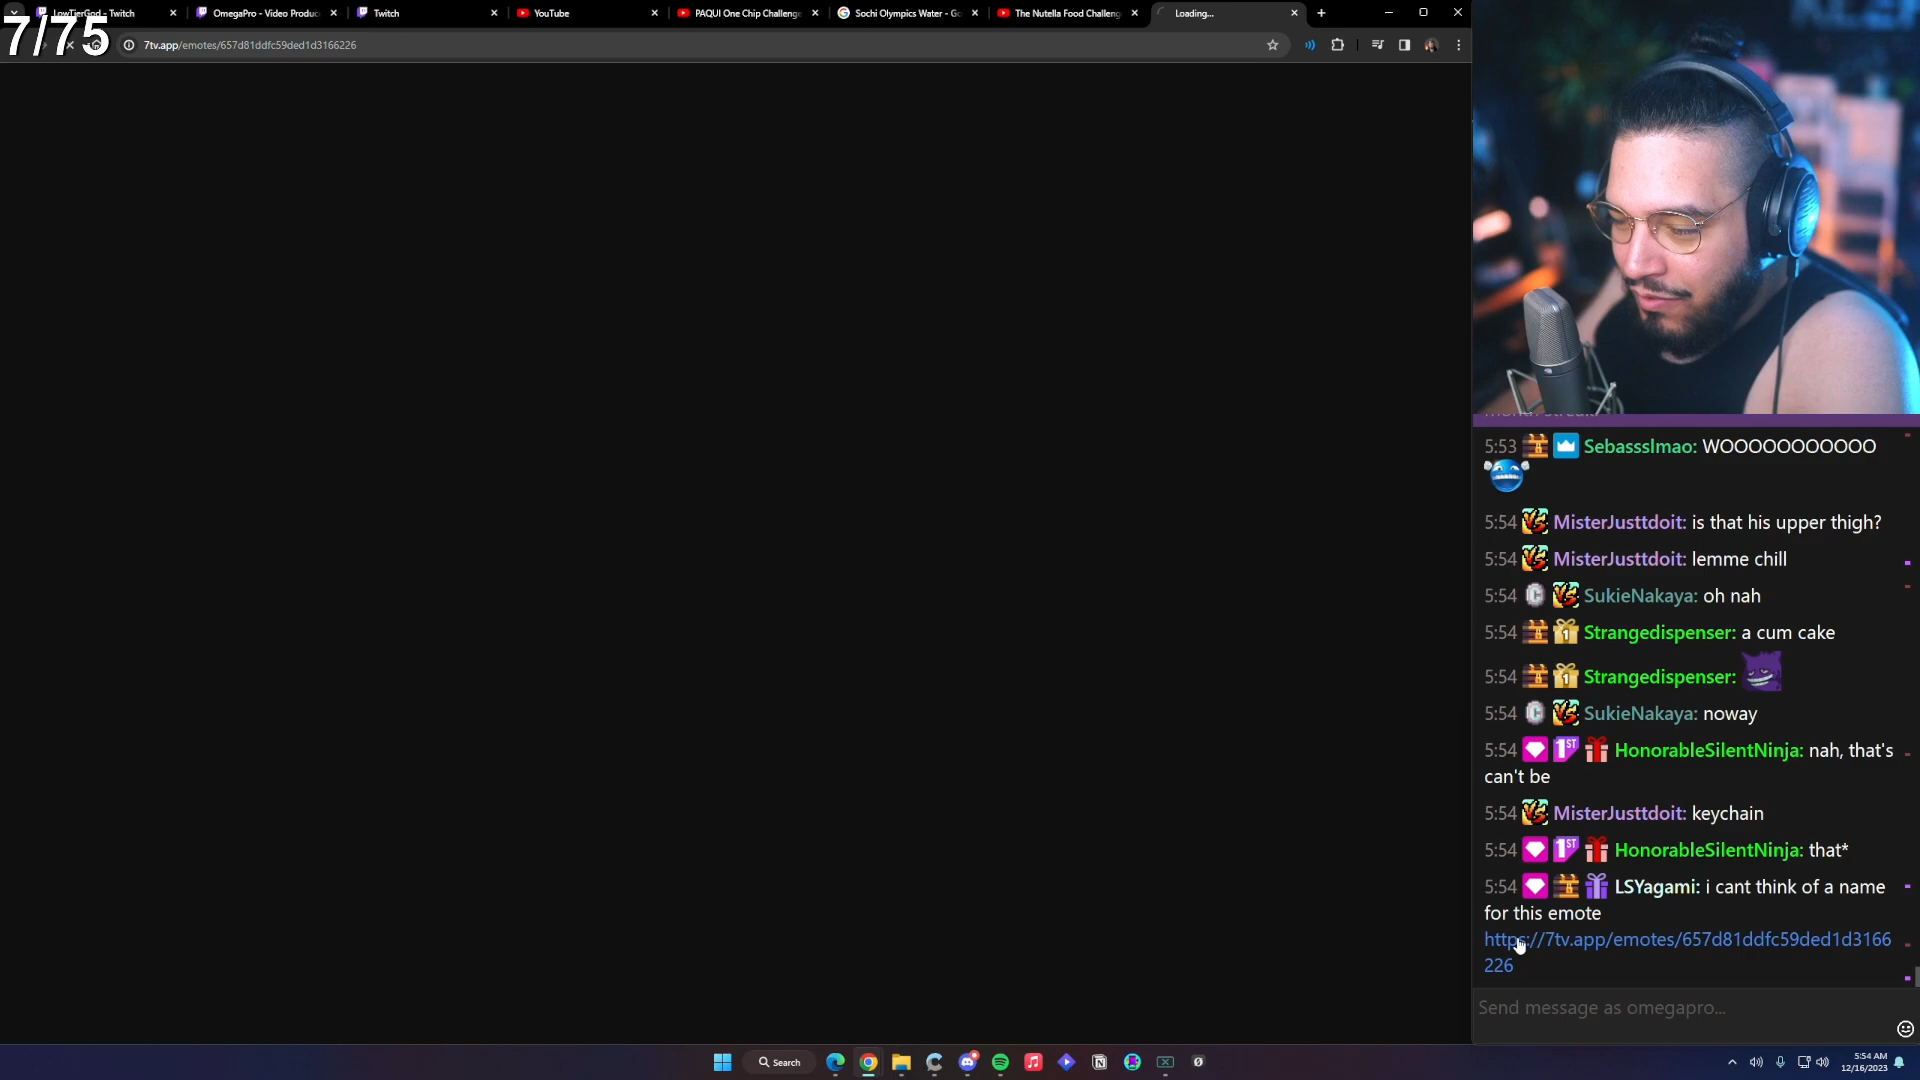 7/75
LowTierGod - Twitch
OmegaPro - Video Produc
Twitch
YouTube
PAQUI One Chip Challenge
Sochi Olympics Water - Go
The Nutella Food Challeng
Loading...
7tv.app/emotes/657d81ddfc59ded1d3166226
5:53 SebasssImao: WOOOOOOOOOOO
5:54 MisterJusttdoit: is that his upper thigh?
5:54 MisterJusttdoit: lemme chill
5:54 SukieNakaya: oh nah
5:54 Strangedispenser: a cum cake
5:54 Strangedispenser:
5:54 SukieNakaya: noway
5:54 1ST HonorableSilentNinja: nah, that's
can't be
5:54 MisterJusttdoit: keychain
5:54 1ST HonorableSilentNinja: that*
5:54 LSYagami: i cant think of a name
for this emote
https://7tv.app/emotes/657d81ddfc59ded1d3166
226
Send message as omegapro...
Search
5:54 AM
12/16/2023